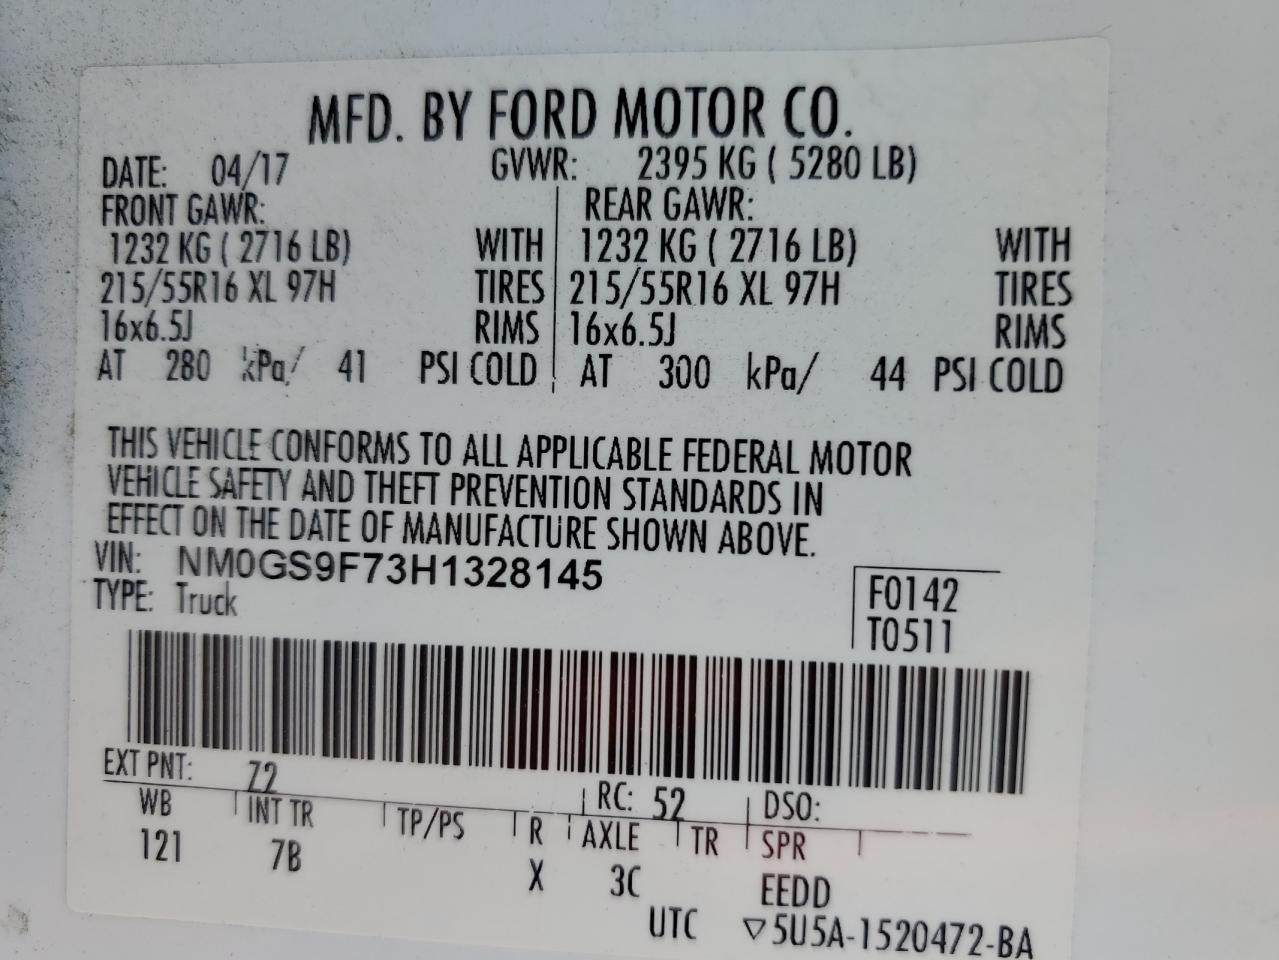 MFD. BY FORD MOTOR CO.
DATE: 04/17 GVWR: 2395 KG ( 5280 LB)
FRONT GAWR: REAR GAWR:
1232 KG ( 2716 LB) WITH 1232 KG ( 2716 LB) WITH
215/55R16 XL 97H TIRES 215/55R16 XL 97H TIRES
16x6.5J RIMS 16x6.5J RIMS
AT 280 kPa/ 41 PSI COLD AT 300 kPa/ 44 PSI COLD
THIS VEHICLE CONFORMS TO ALL APPLICABLE FEDERAL MOTOR
VEHICLE SAFETY AND THEFT PREVENTION STANDARDS IN
EFFECT ON THE DATE OF MANUFACTURE SHOWN ABOVE.
VIN: NM0GS9F73H1328145
TYPE: Truck
F0142
T0511
EXT PNT: Z2 RC: 52 DSO:
WB INT TR TP/PS R AXLE TR SPR
121 7B X 3C EEDD
UTC ▽5U5A-1520472-BA